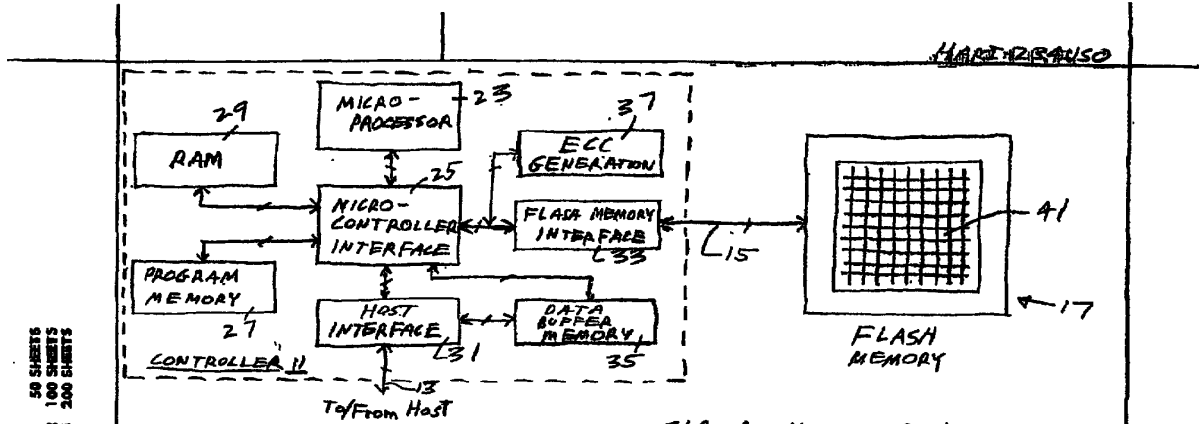 29
RAM
MICRO-
PROCESSOR
23
37
ECC
GENERATION
25
MICRO-
CONTROLLER
INTERFACE
FLASH MEMORY
INTERFACE
33
15
41
17
FLASH
MEMORY
PROGRAM
MEMORY
27
HOST
INTERFACE
31
DATA
BUFFER
MEMORY
35
CONTROLLER 11
13
To/From Host
50 SHEETS
100 SHEETS
200 SHEETS